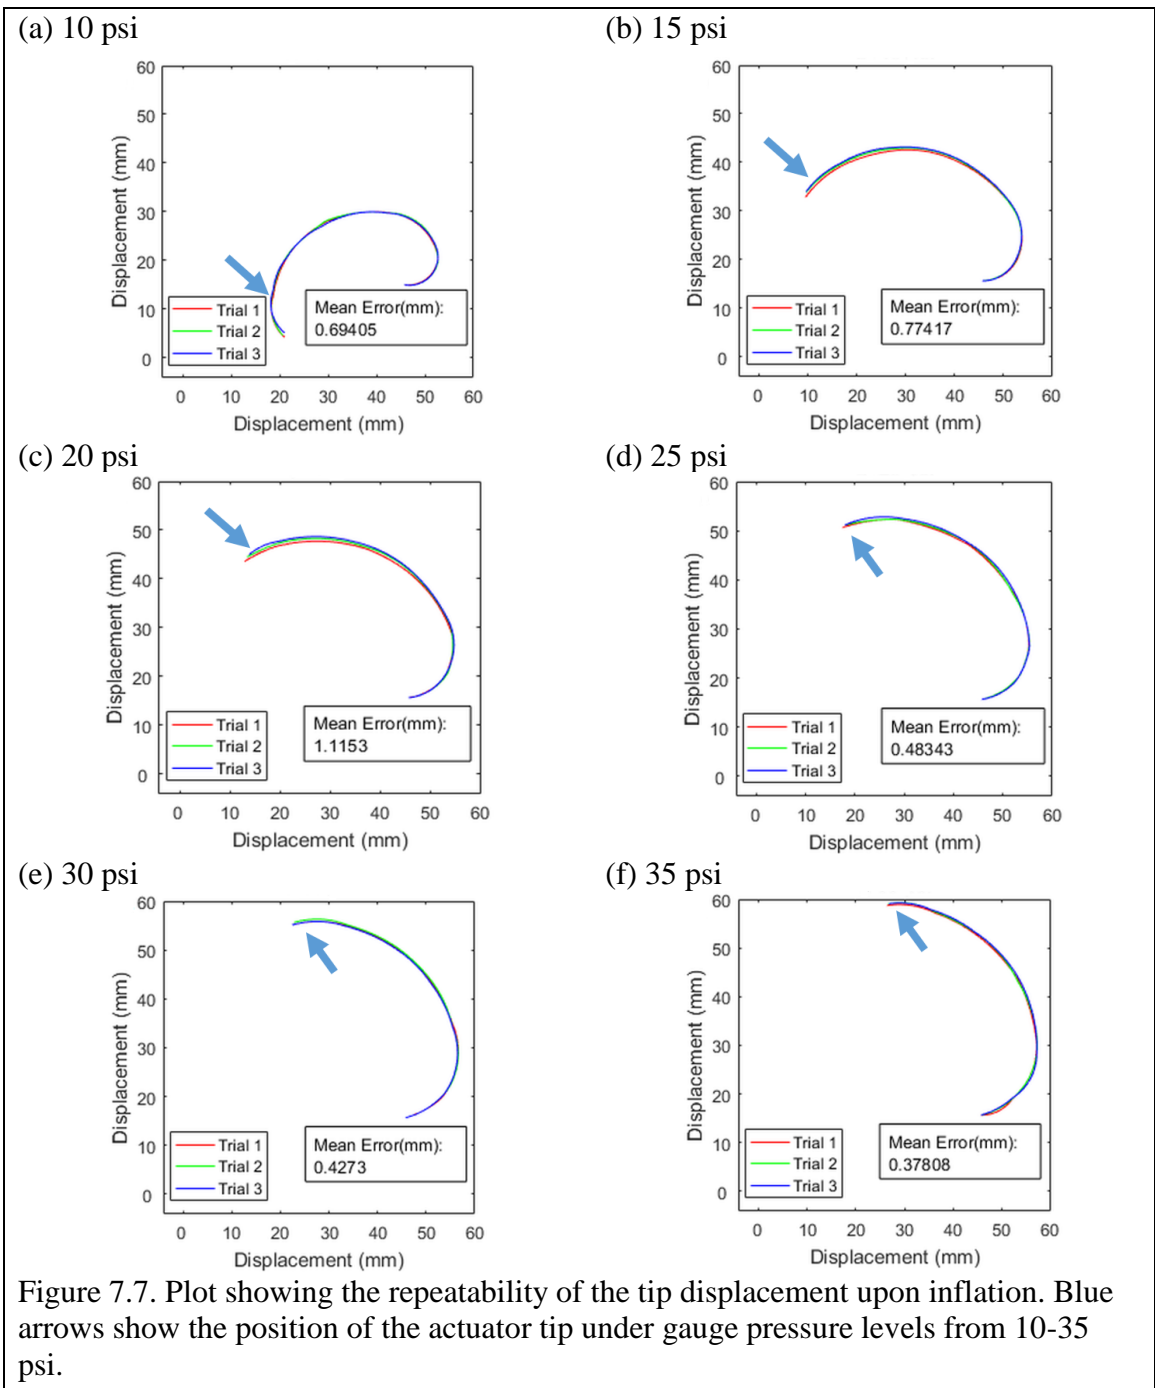 (a) 10 psi
60
50
40
30
20
10
0
Displacement (mm)
Trial 1
Trial 2
Trial 3
Mean Error(mm):
0.69405
0 10 20 30 40 50 60
Displacement (mm)
(b) 15 psi
60
50
40
30
20
10
0
Displacement (mm)
Trial 1
Trial 2
Trial 3
Mean Error(mm):
0.77417
0 10 20 30 40 50 60
Displacement (mm)
(c) 20 psi
60
50
40
30
20
10
0
Displacement (mm)
Trial 1
Trial 2
Trial 3
Mean Error(mm):
1.1153
0 10 20 30 40 50 60
Displacement (mm)
(d) 25 psi
60
50
40
30
20
10
0
Displacement (mm)
Trial 1
Trial 2
Trial 3
Mean Error(mm):
0.48343
0 10 20 30 40 50 60
Displacement (mm)
(e) 30 psi
60
50
40
30
20
10
0
Displacement (mm)
Trial 1
Trial 2
Trial 3
Mean Error(mm):
0.4273
0 10 20 30 40 50 60
Displacement (mm)
(f) 35 psi
60
50
40
30
20
10
0
Displacement (mm)
Trial 1
Trial 2
Trial 3
Mean Error(mm):
0.37808
0 10 20 30 40 50 60
Displacement (mm)
Figure 7.7. Plot showing the repeatability of the tip displacement upon inflation. Blue
arrows show the position of the actuator tip under gauge pressure levels from 10-35
psi.